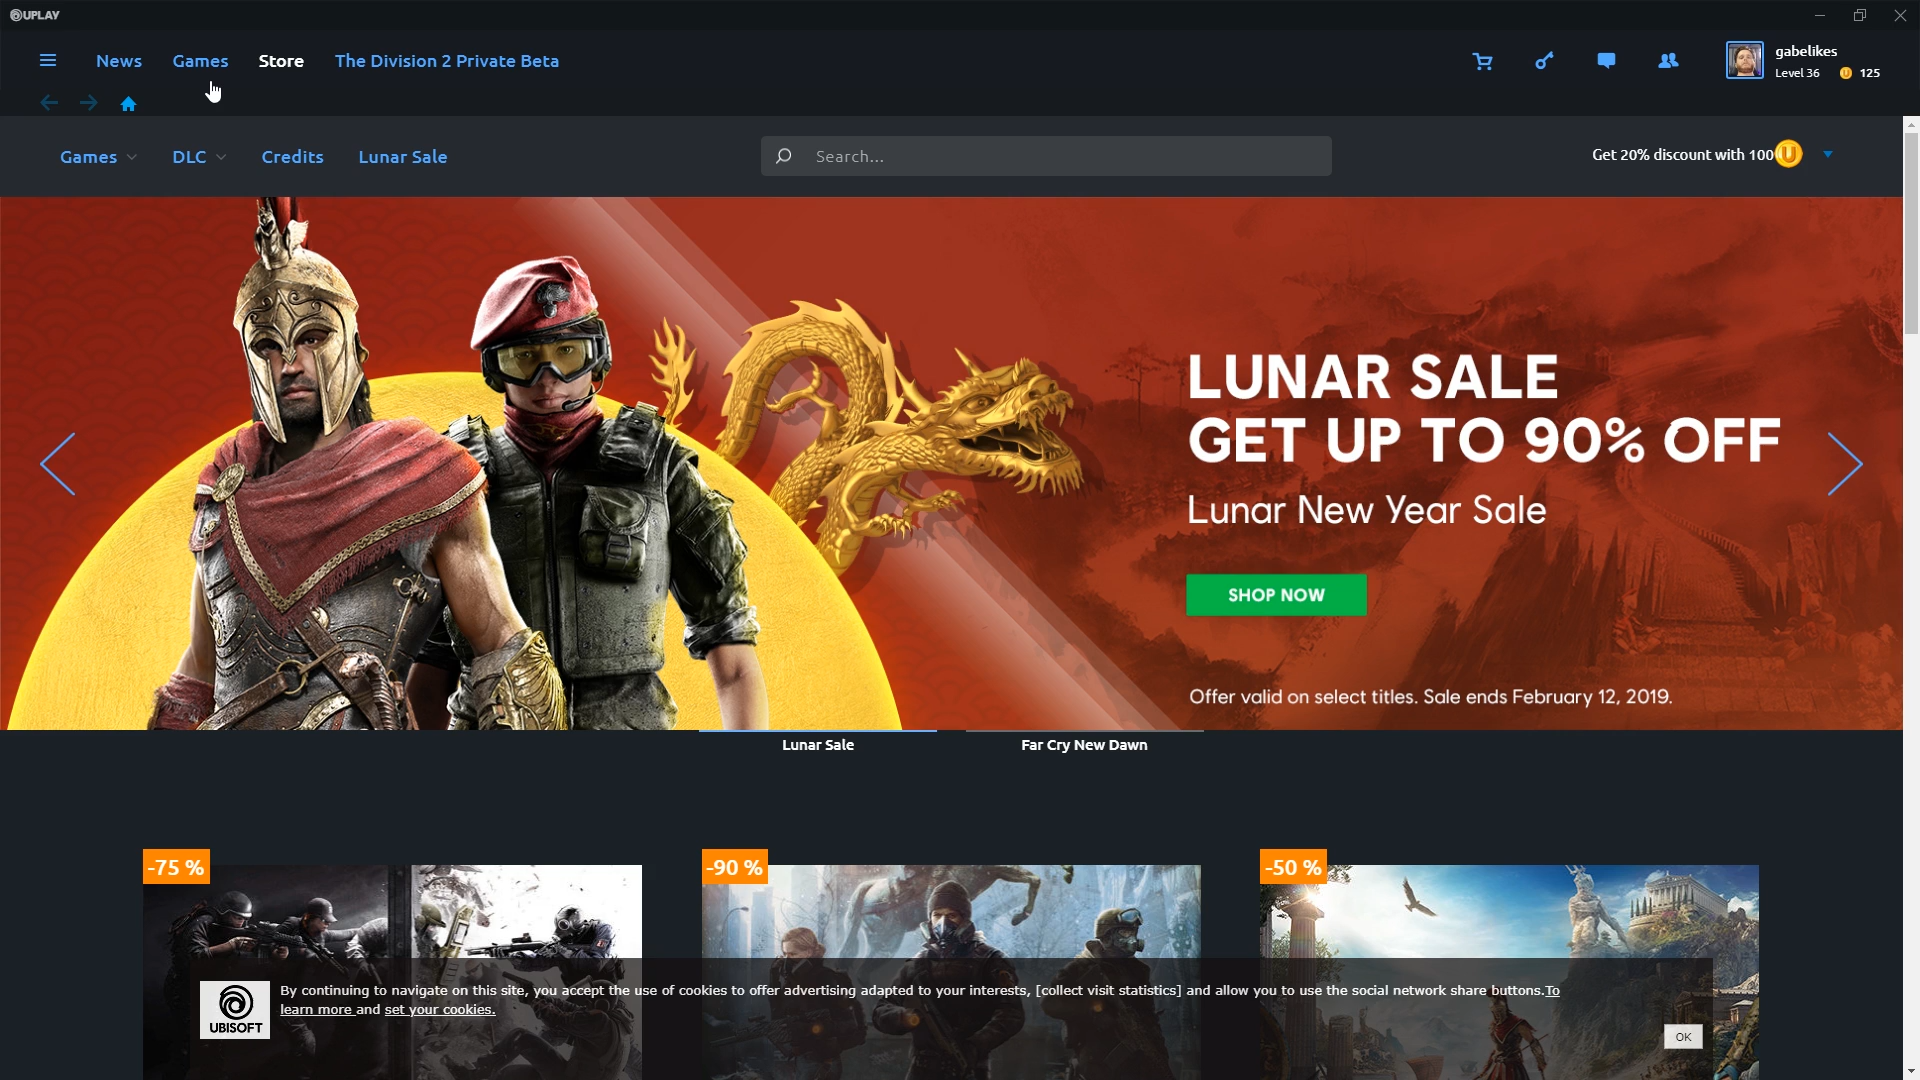 UPLAY
News Games Store The Division 2 Private Beta
gabelikes
Level 36 125
Games DLC Credits Lunar Sale Search... Get 20% discount with 100 U
LUNAR SALE
GET UP TO 90% OFF
Lunar New Year Sale
SHOP NOW
Offer valid on select titles. Sale ends February 12, 2019.
Lunar Sale Far Cry New Dawn
-75 % -90 % -50 %
By continuing to navigate on this site, you accept the use of cookies to offer advertising adapted to your interests, [collect visit statistics] and allow you to use the social network share buttons.To
learn more and set your cookies.
UBISOFT
OK